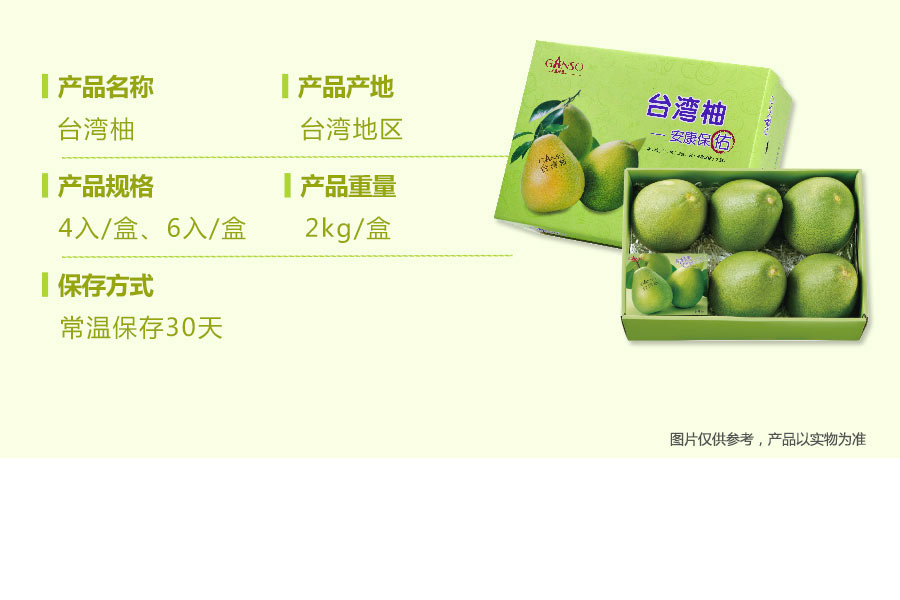 产品名称
产品产地
台湾柚
台湾地区
产品规格
产品重量
4入/盒、6入/盒
2kg/盒
保存方式
常温保存30天
GANSO
台湾柚
安康保佑
GANSO
台湾柚
图片仅供参考，产品以实物为准